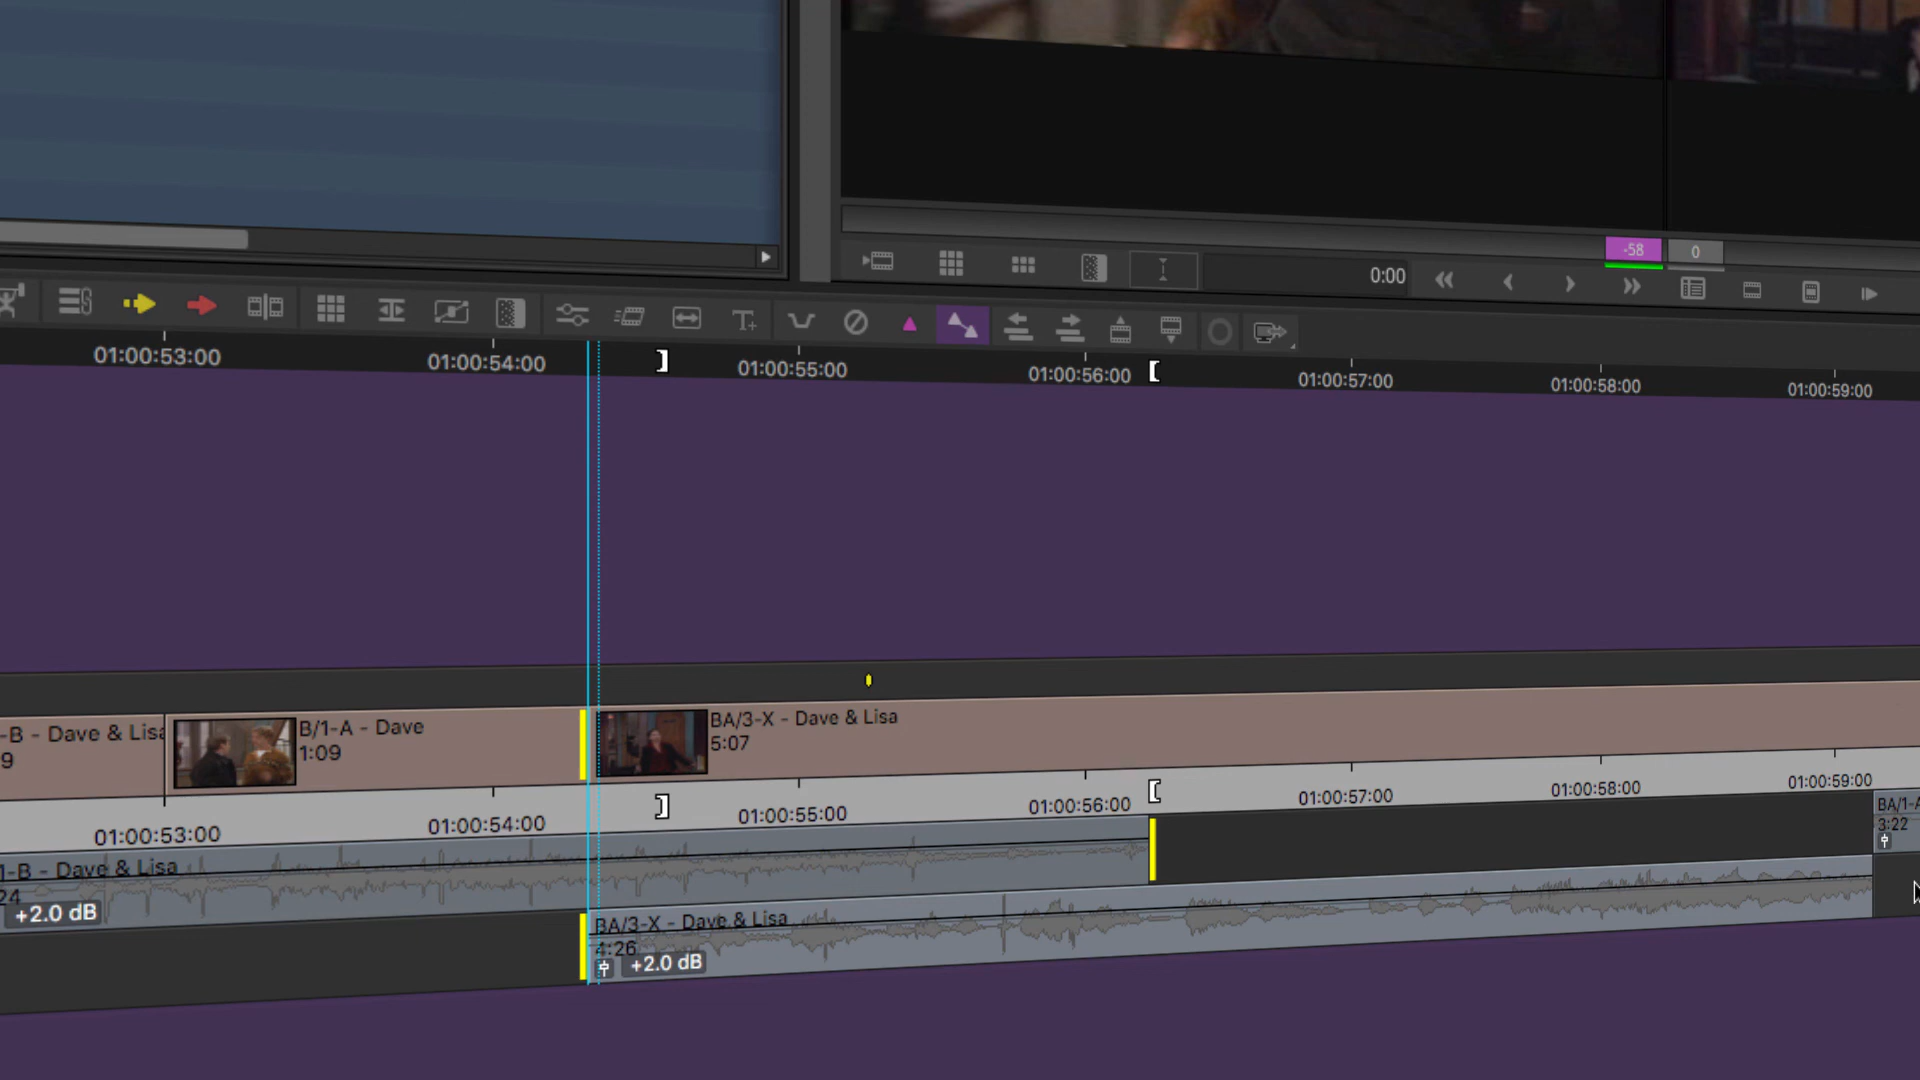 -58
0
0:00
01:00:53:00
01:00:54:00
01:00:55:00
01:00:56:00
01:00:57:00
01:00:58:00
01:00:59:00
-B - Dave & Lisa
9
B/1-A - Dave
1:09
BA/3-X - Dave & Lisa
5:07
01:00:53:00
01:00:54:00
01:00:55:00
01:00:56:00
01:00:57:00
01:00:58:00
01:00:59:00
1-B - Dave & Lisa
24
+2.0 dB
BA/3-X - Dave & Lisa
4:26
+2.0 dB
BA/1-A
3:22